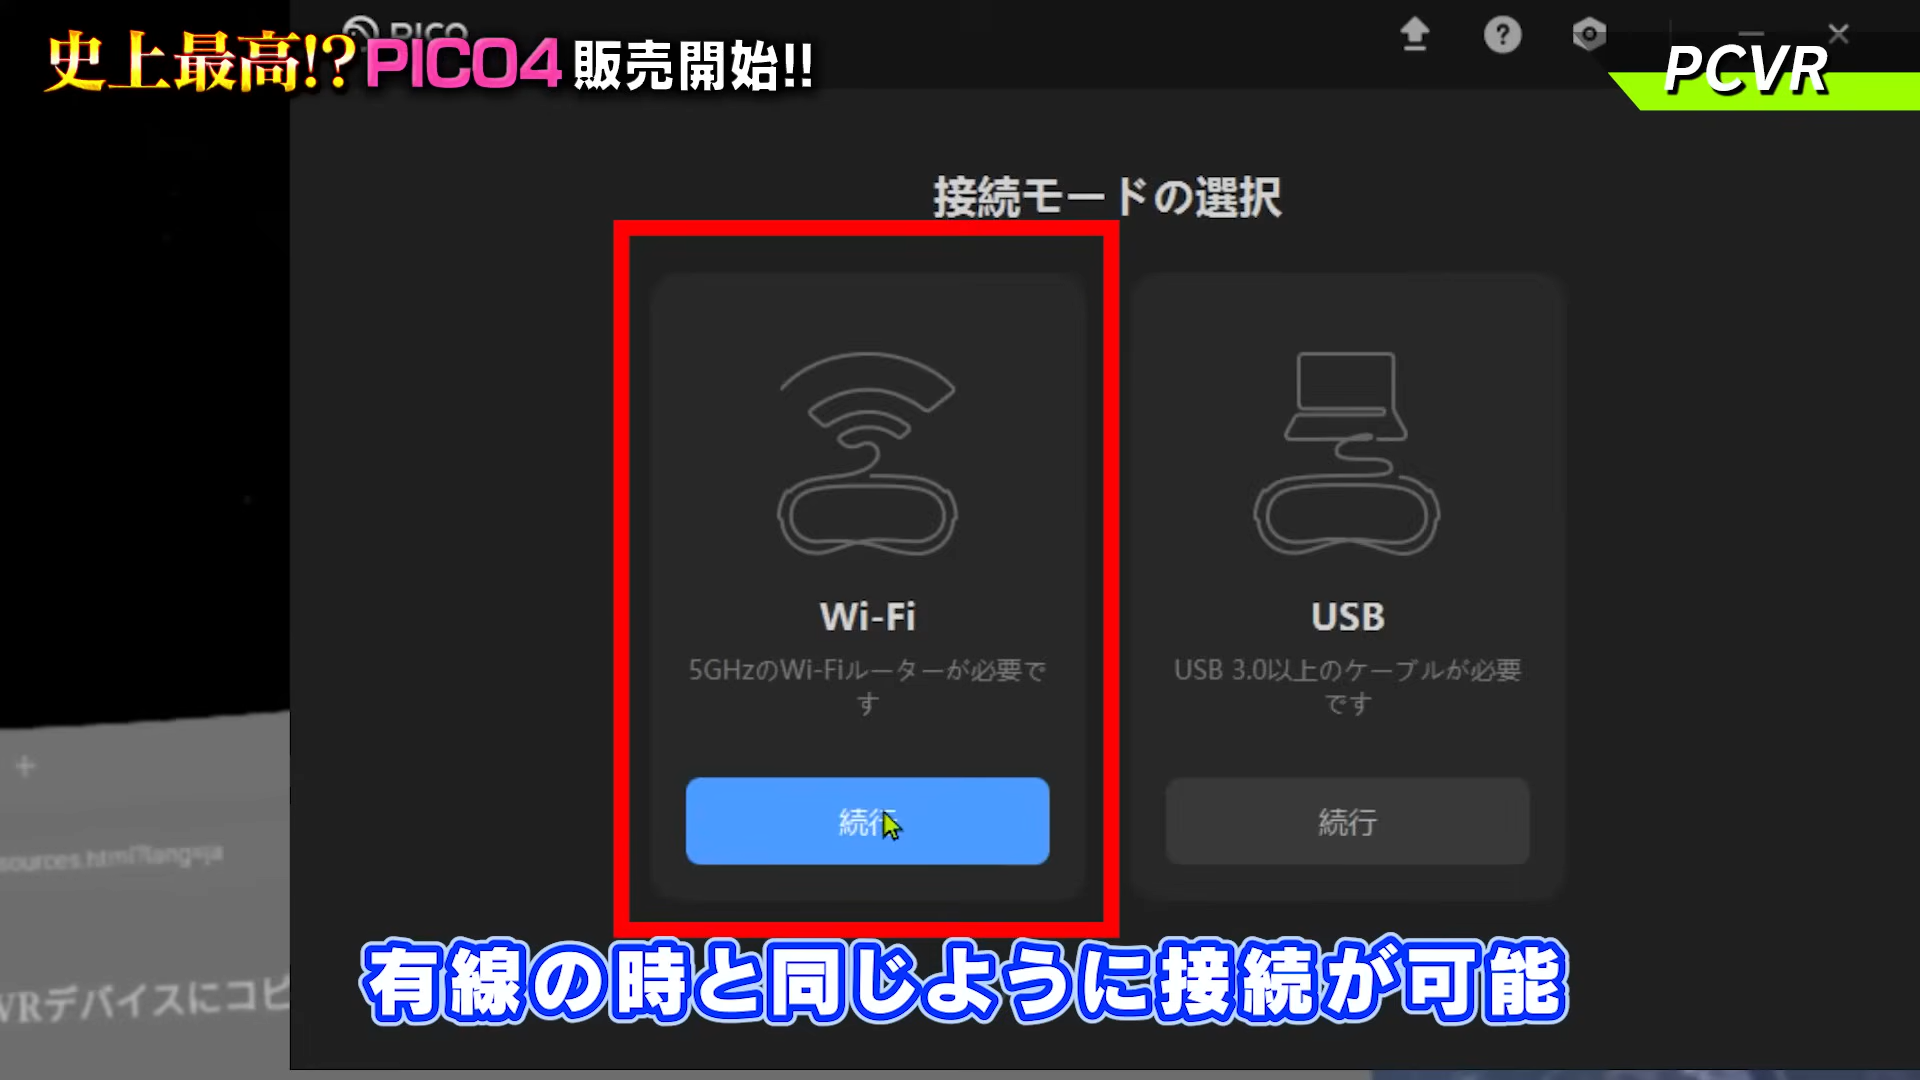 史上最高!?PICO4販売開始!!
PICO
PCVR
接続モードの選択
Wi-Fi
5GHzのWi-Fiルーターが必要で
す
続行
USB
USB 3.0以上のケーブルが必要
です
続行
VRデバイスにコピ
有線の時と同じように接続が可能